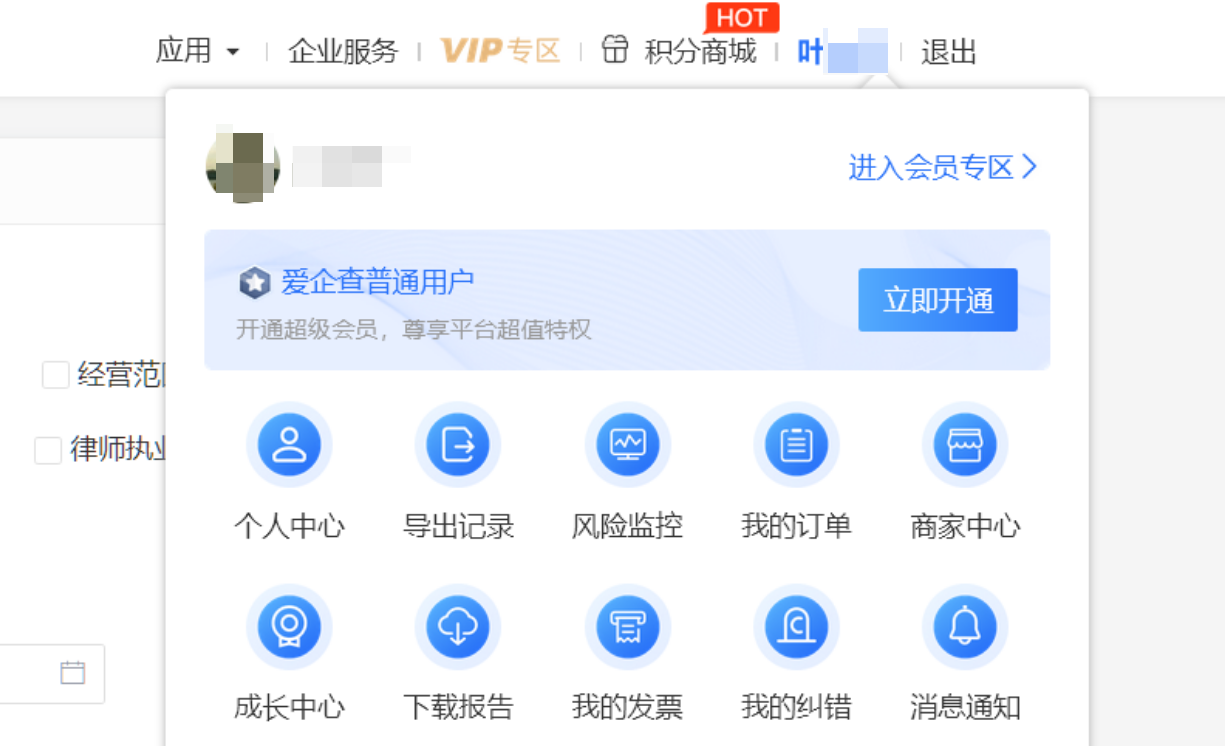 HOT
应用 企业服务 VIP专区 积分商城 叶 退出
进入会员专区
爱企查普通用户
立即开通
开通超级会员，尊享平台超值特权
经营范
律师执业
个人中心 导出记录 风险监控 我的订单 商家中心
成长中心 下载报告 我的发票 我的纠错 消息通知